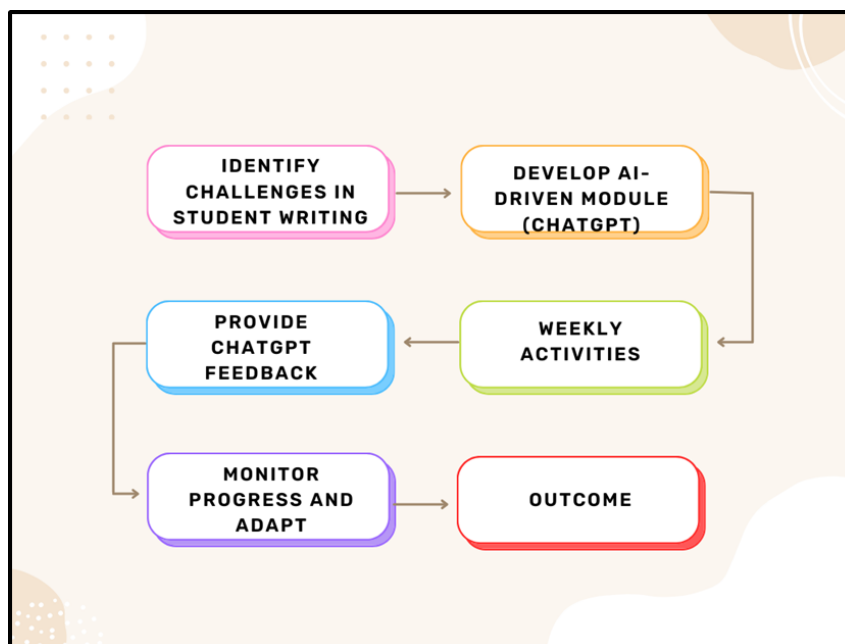 IDENTIFY
CHALLENGES IN
STUDENT WRITING
DEVELOP AI-
DRIVEN MODULE
(CHATGPT)
WEEKLY
ACTIVITIES
PROVIDE
CHATGPT
FEEDBACK
MONITOR
PROGRESS AND
ADAPT
OUTCOME